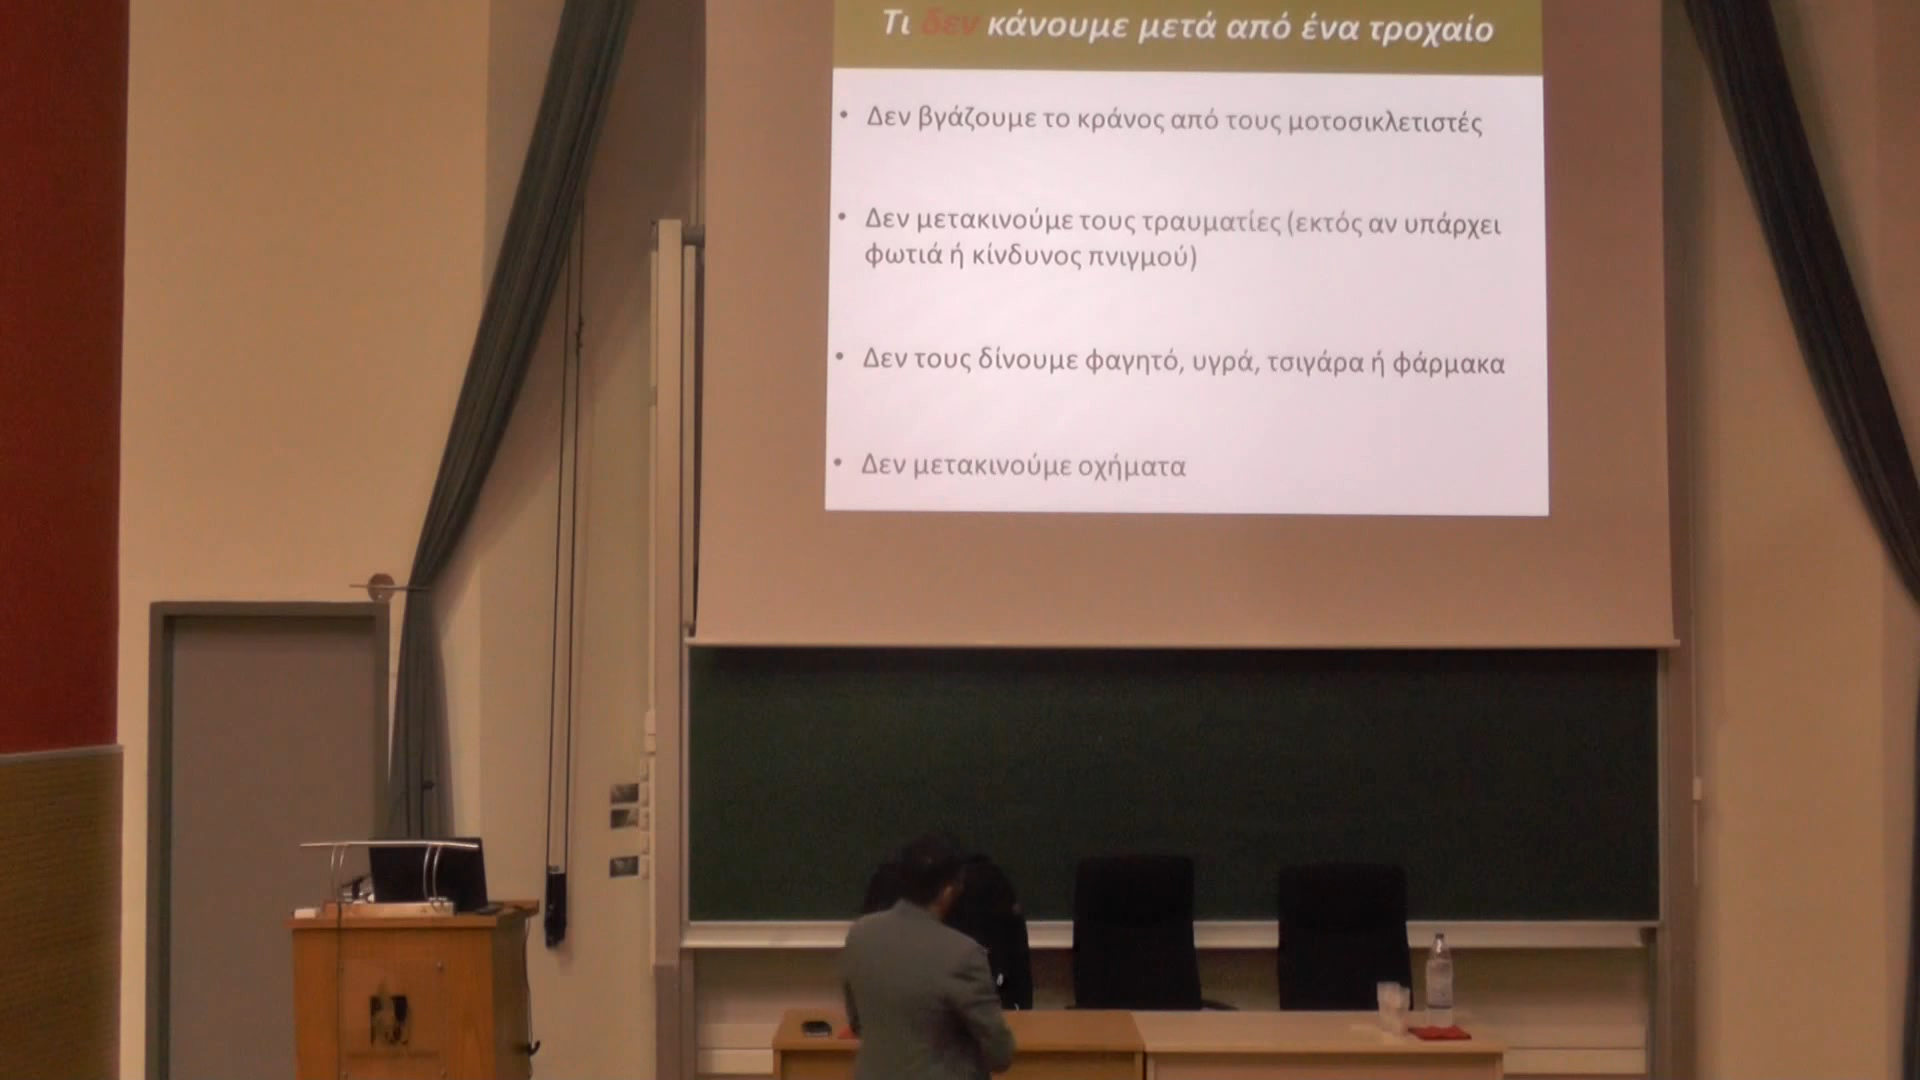 Τι δεν κάνουμε μετά από ένα τροχαίο
• Δεν βγάζουμε το κράνος από τους μοτοσικλετιστές
• Δεν μετακινούμε τους τραυματίες (εκτός αν υπάρχει
φωτιά ή κίνδυνος πνιγμού)
• Δεν τους δίνουμε φαγητό, υγρά, τσιγάρα ή φάρμακα
• Δεν μετακινούμε οχήματα